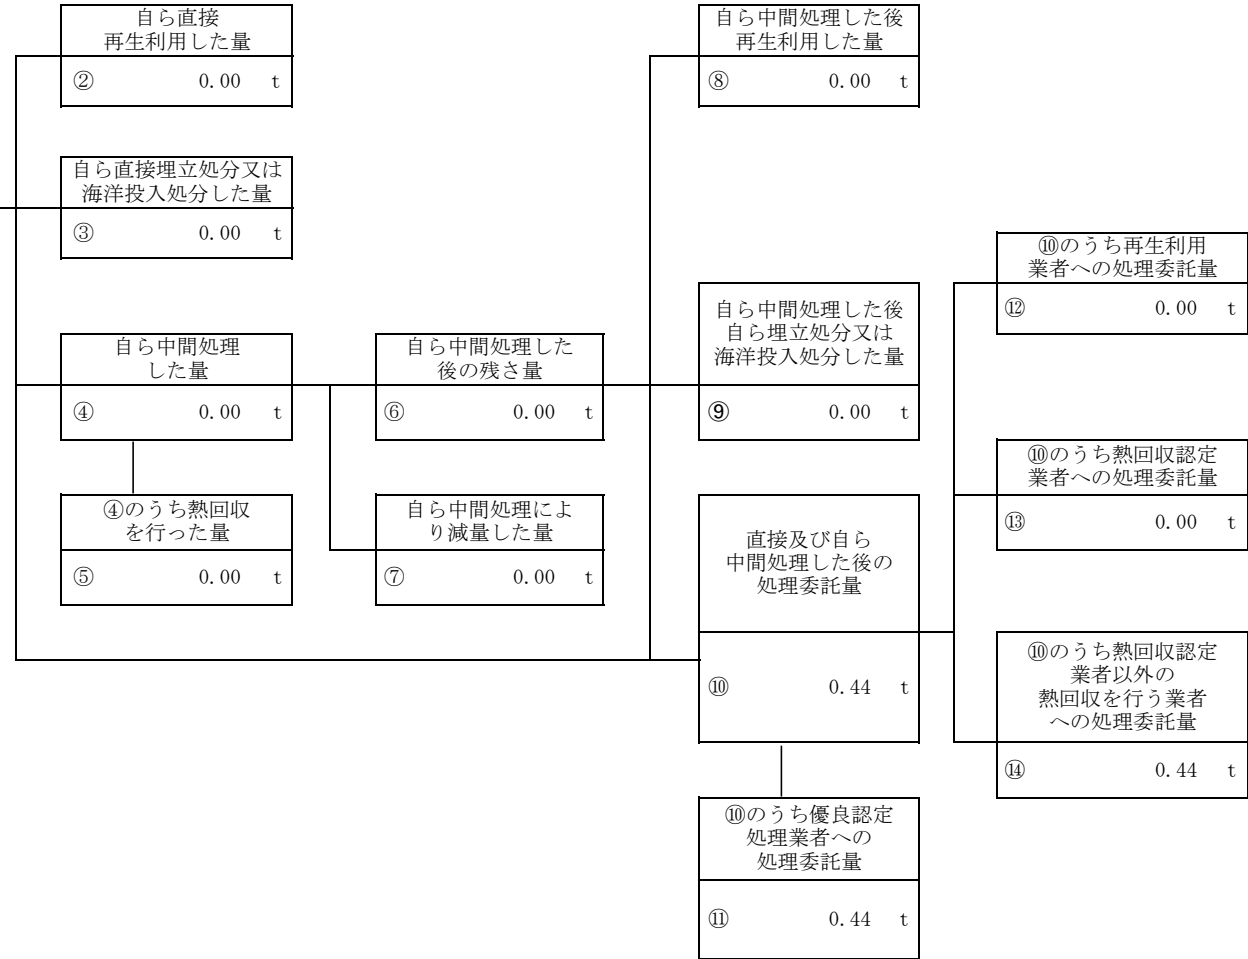 自ら直接
再生利用した量
② 0.00 t
自ら中間処理した後
再生利用した量
⑧ 0.00 t
自ら直接埋立処分又は
海洋投入処分した量
③ 0.00 t
⑩のうち再生利用
業者への処理委託量
⑫ 0.00 t
自ら中間処理
した量
④ 0.00 t
自ら中間処理した
後の残さ量
⑥ 0.00 t
自ら中間処理した後
自ら埋立処分又は
海洋投入処分した量
⑨ 0.00 t
⑩のうち熱回収認定
業者への処理委託量
⑬ 0.00 t
④のうち熱回収
を行った量
⑤ 0.00 t
自ら中間処理によ
り減量した量
⑦ 0.00 t
直接及び自ら
中間処理した後の
処理委託量
⑩ 0.44 t
⑩のうち熱回収認定
業者以外の
熱回収を行う業者
への処理委託量
⑭ 0.44 t
⑩のうち優良認定
処理業者への
処理委託量
⑪ 0.44 t